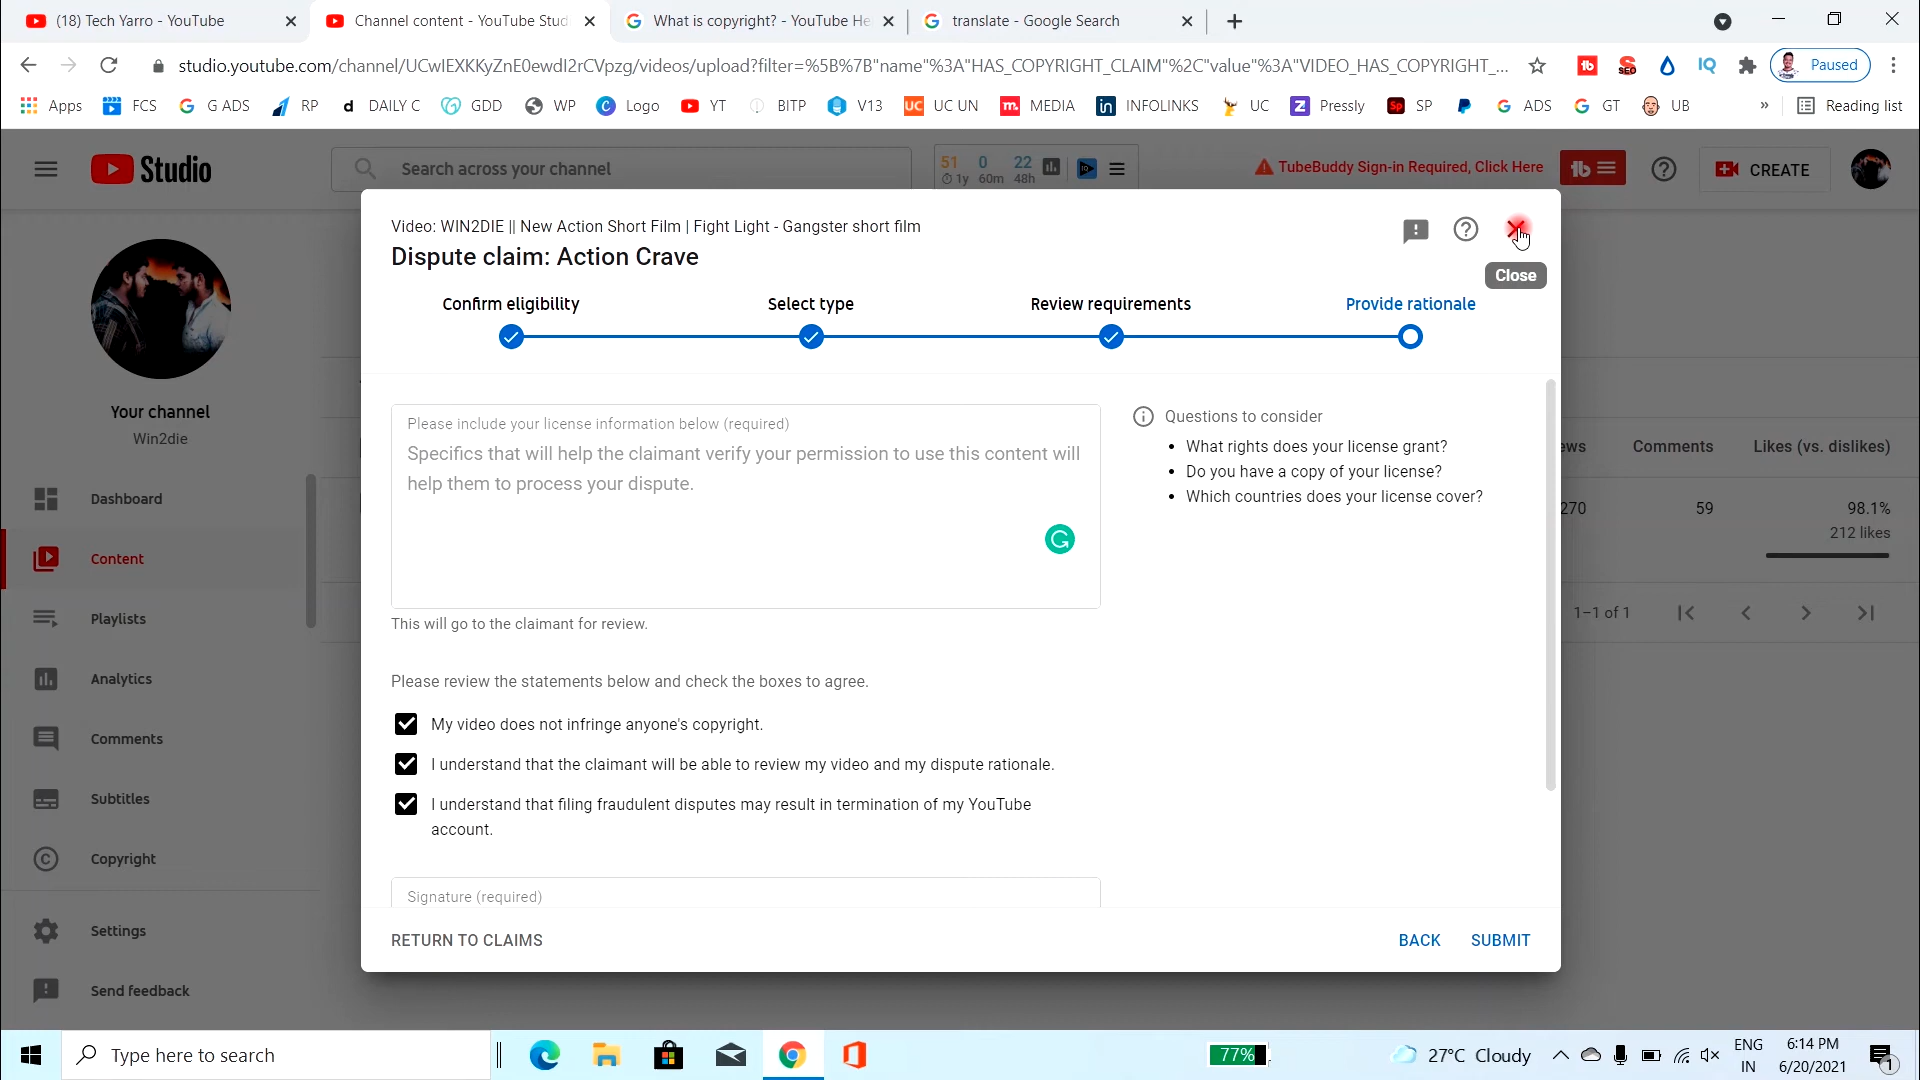 (18) Tech Yarro - YouTube
Channel content - YouTube Stud
What is copyright? - YouTube He
translate - Google Search
studio.youtube.com/channel/UCwIEXKKyZnE0ewdI2rCVpzg/videos/upload?filter=%5B%7B"name"%3A"HAS_COPYRIGHT_CLAIM"%2C"value"%3A"VIDEO_HAS_COPYRIGHT_...
SEO
IQ
Paused
Apps FCS G ADS RP DAILY C GDD WP Logo YT BITP V13 UC UN MEDIA INFOLINKS UC Pressly SP ADS GT UB » Reading list
Studio
Search across your channel
51 0 22
1y 60m 48h
TubeBuddy Sign-in Required, Click Here
CREATE
Video: WIN2DIE || New Action Short Film | Fight Light - Gangster short film
Dispute claim: Action Crave
Close
Confirm eligibility
Select type
Review requirements
Provide rationale
Your channel
Win2die
Dashboard
Content
Playlists
Analytics
Comments
Subtitles
Copyright
Settings
Send feedback
Please include your license information below (required)
Specifics that will help the claimant verify your permission to use this content will
help them to process your dispute.
This will go to the claimant for review.
Questions to consider
• What rights does your license grant?
• Do you have a copy of your license?
• Which countries does your license cover?
Please review the statements below and check the boxes to agree.
My video does not infringe anyone's copyright.
I understand that the claimant will be able to review my video and my dispute rationale.
I understand that filing fraudulent disputes may result in termination of my YouTube
account.
Signature (required)
RETURN TO CLAIMS
BACK
SUBMIT
ews
Comments
Likes (vs. dislikes)
270
59
98.1%
212 likes
1–1 of 1
Type here to search
77%
27°C Cloudy
ENG
IN
6:14 PM
6/20/2021
1